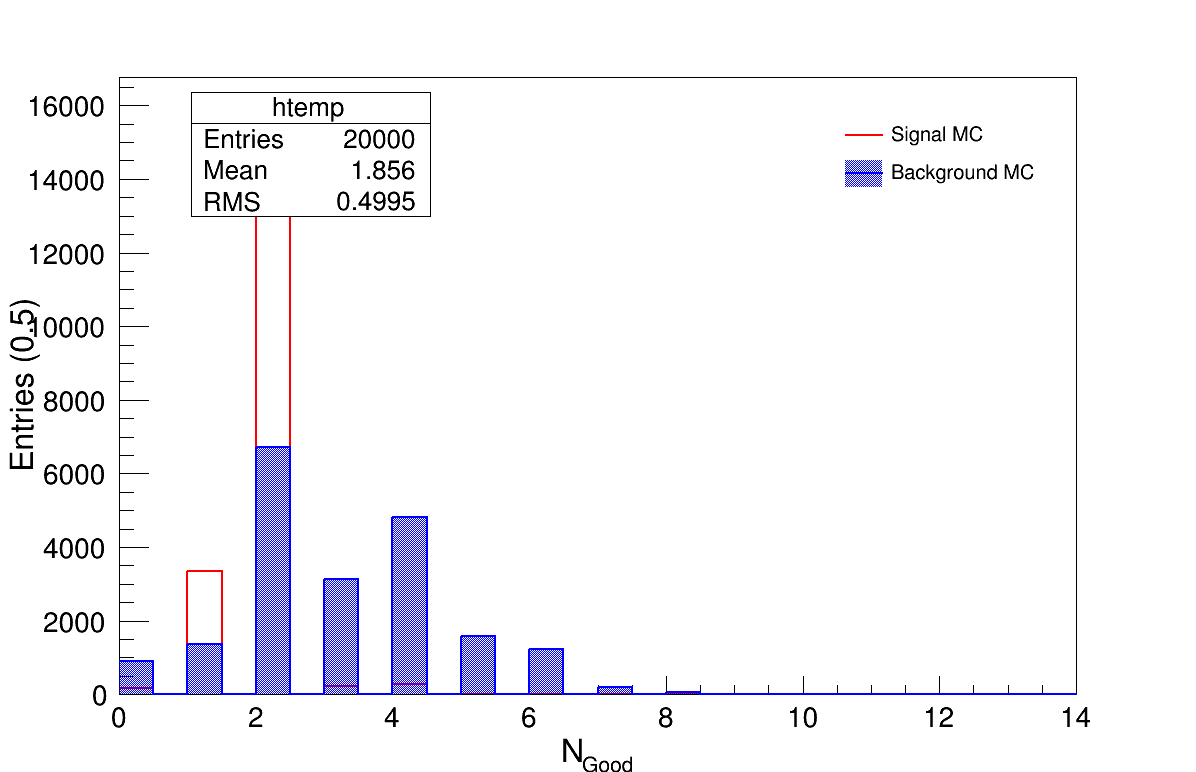 htemp
Entries 20000
Mean 1.856
RMS 0.4995
Signal MC
Background MC
Entries (0.5)
16000
14000
12000
10000
8000
6000
4000
2000
0
0 2 4 6 8 10 12 14
N_Good